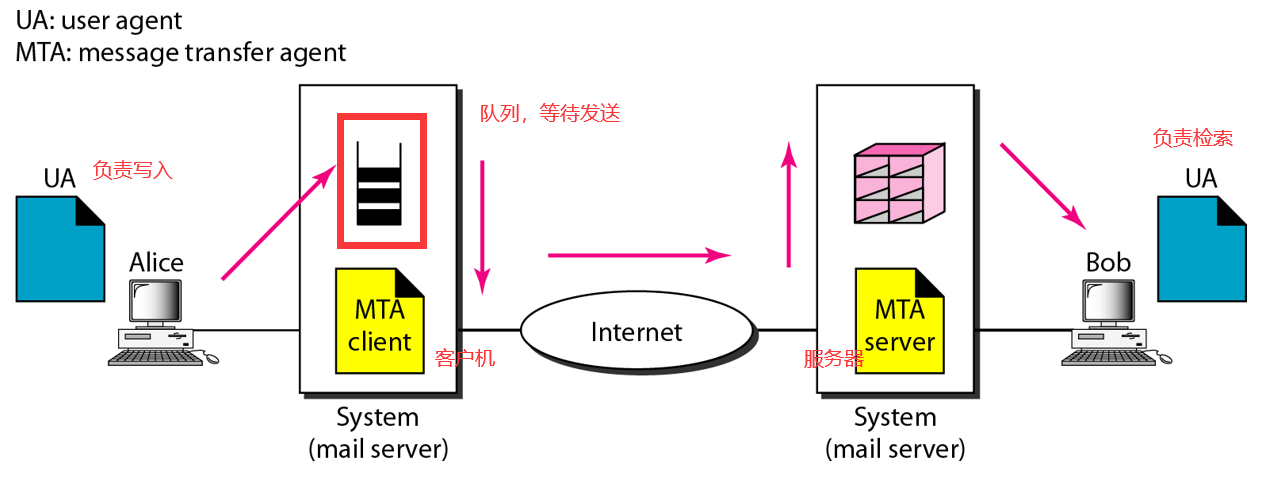 UA: user agent
MTA: message transfer agent
队列，等待发送
负责写入
负责检索
UA
UA
Alice
Bob
MTA
client
客户机
Internet
服务器
MTA
server
System
(mail server)
System
(mail server)